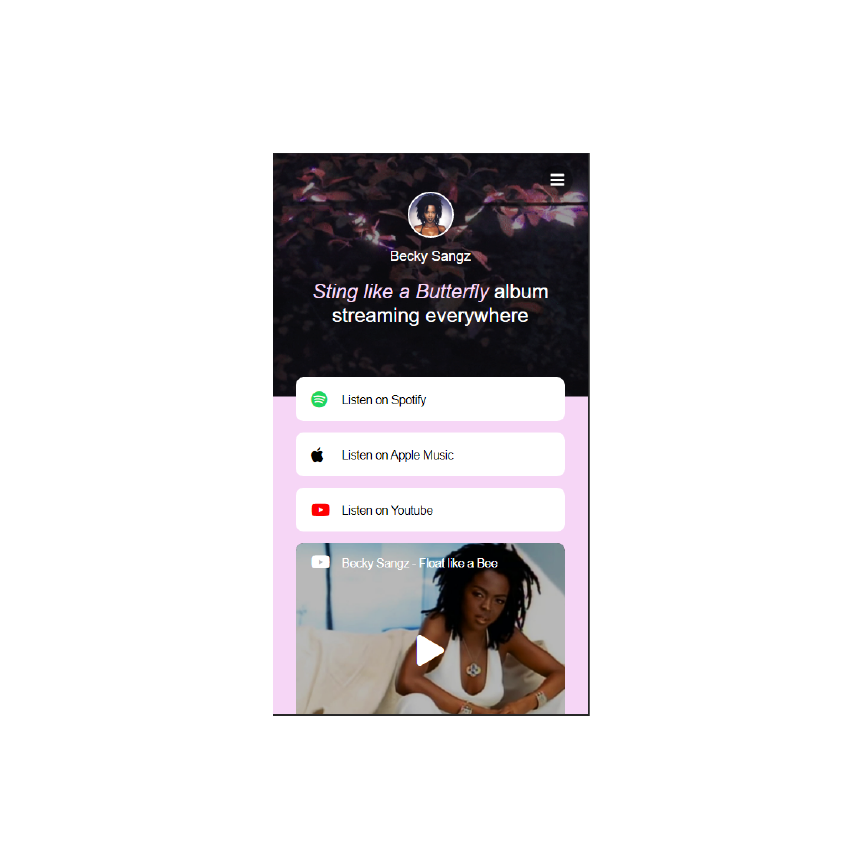 Becky Sangz
Sting like a Butterfly album
streaming everywhere
Listen on Spotify
Listen on Apple Music
Listen on Youtube
Becky Sangz - Float like a Bee